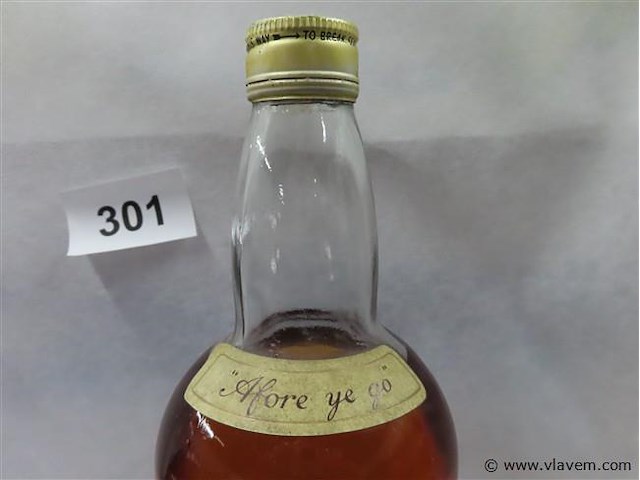 WAY ⟶ TO BREAK
301
"Afore ye go"
© www.vlavem.com